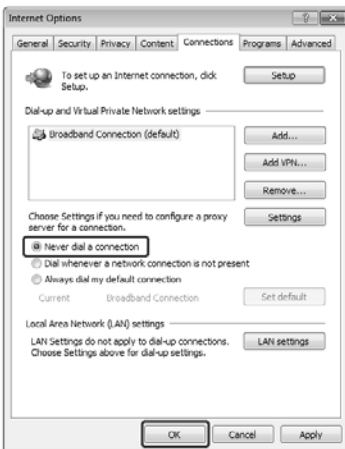 Internet Options
General Security Privacy Content Connections Programs Advanced
To set up an Internet connection, click
Setup.
Setup
Dial-up and Virtual Private Network settings
Broadband Connection (default)
Add...
Add VPN...
Remove...
Choose Settings if you need to configure a proxy
server for a connection.
Settings
Never dial a connection
Dial whenever a network connection is not present
Always dial my default connection
Current Broadband Connection Set default
Local Area Network (LAN) settings
LAN Settings do not apply to dial-up connections.
Choose Settings above for dial-up settings.
LAN settings
OK Cancel Apply